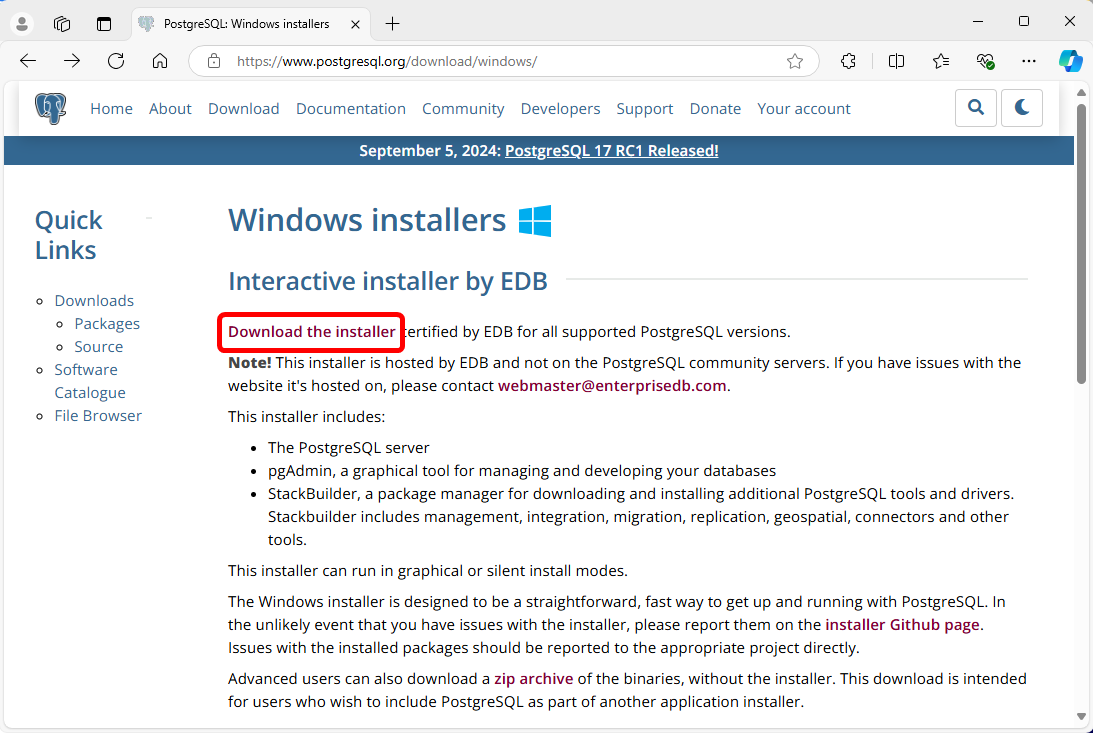 PostgreSQL: Windows installers
https://www.postgresql.org/download/windows/
Home About Download Documentation Community Developers Support Donate Your account
September 5, 2024: PostgreSQL 17 RC1 Released!
Quick
Links
Downloads
Packages
Source
Software
Catalogue
File Browser
Windows installers
Interactive installer by EDB
Download the installer certified by EDB for all supported PostgreSQL versions.
Note! This installer is hosted by EDB and not on the PostgreSQL community servers. If you have issues with the
website it's hosted on, please contact webmaster@enterprisedb.com.
This installer includes:
The PostgreSQL server
pgAdmin, a graphical tool for managing and developing your databases
StackBuilder, a package manager for downloading and installing additional PostgreSQL tools and drivers.
Stackbuilder includes management, integration, migration, replication, geospatial, connectors and other
tools.
This installer can run in graphical or silent install modes.
The Windows installer is designed to be a straightforward, fast way to get up and running with PostgreSQL. In
the unlikely event that you have issues with the installer, please report them on the installer Github page.
Issues with the installed packages should be reported to the appropriate project directly.
Advanced users can also download a zip archive of the binaries, without the installer. This download is intended
for users who wish to include PostgreSQL as part of another application installer.